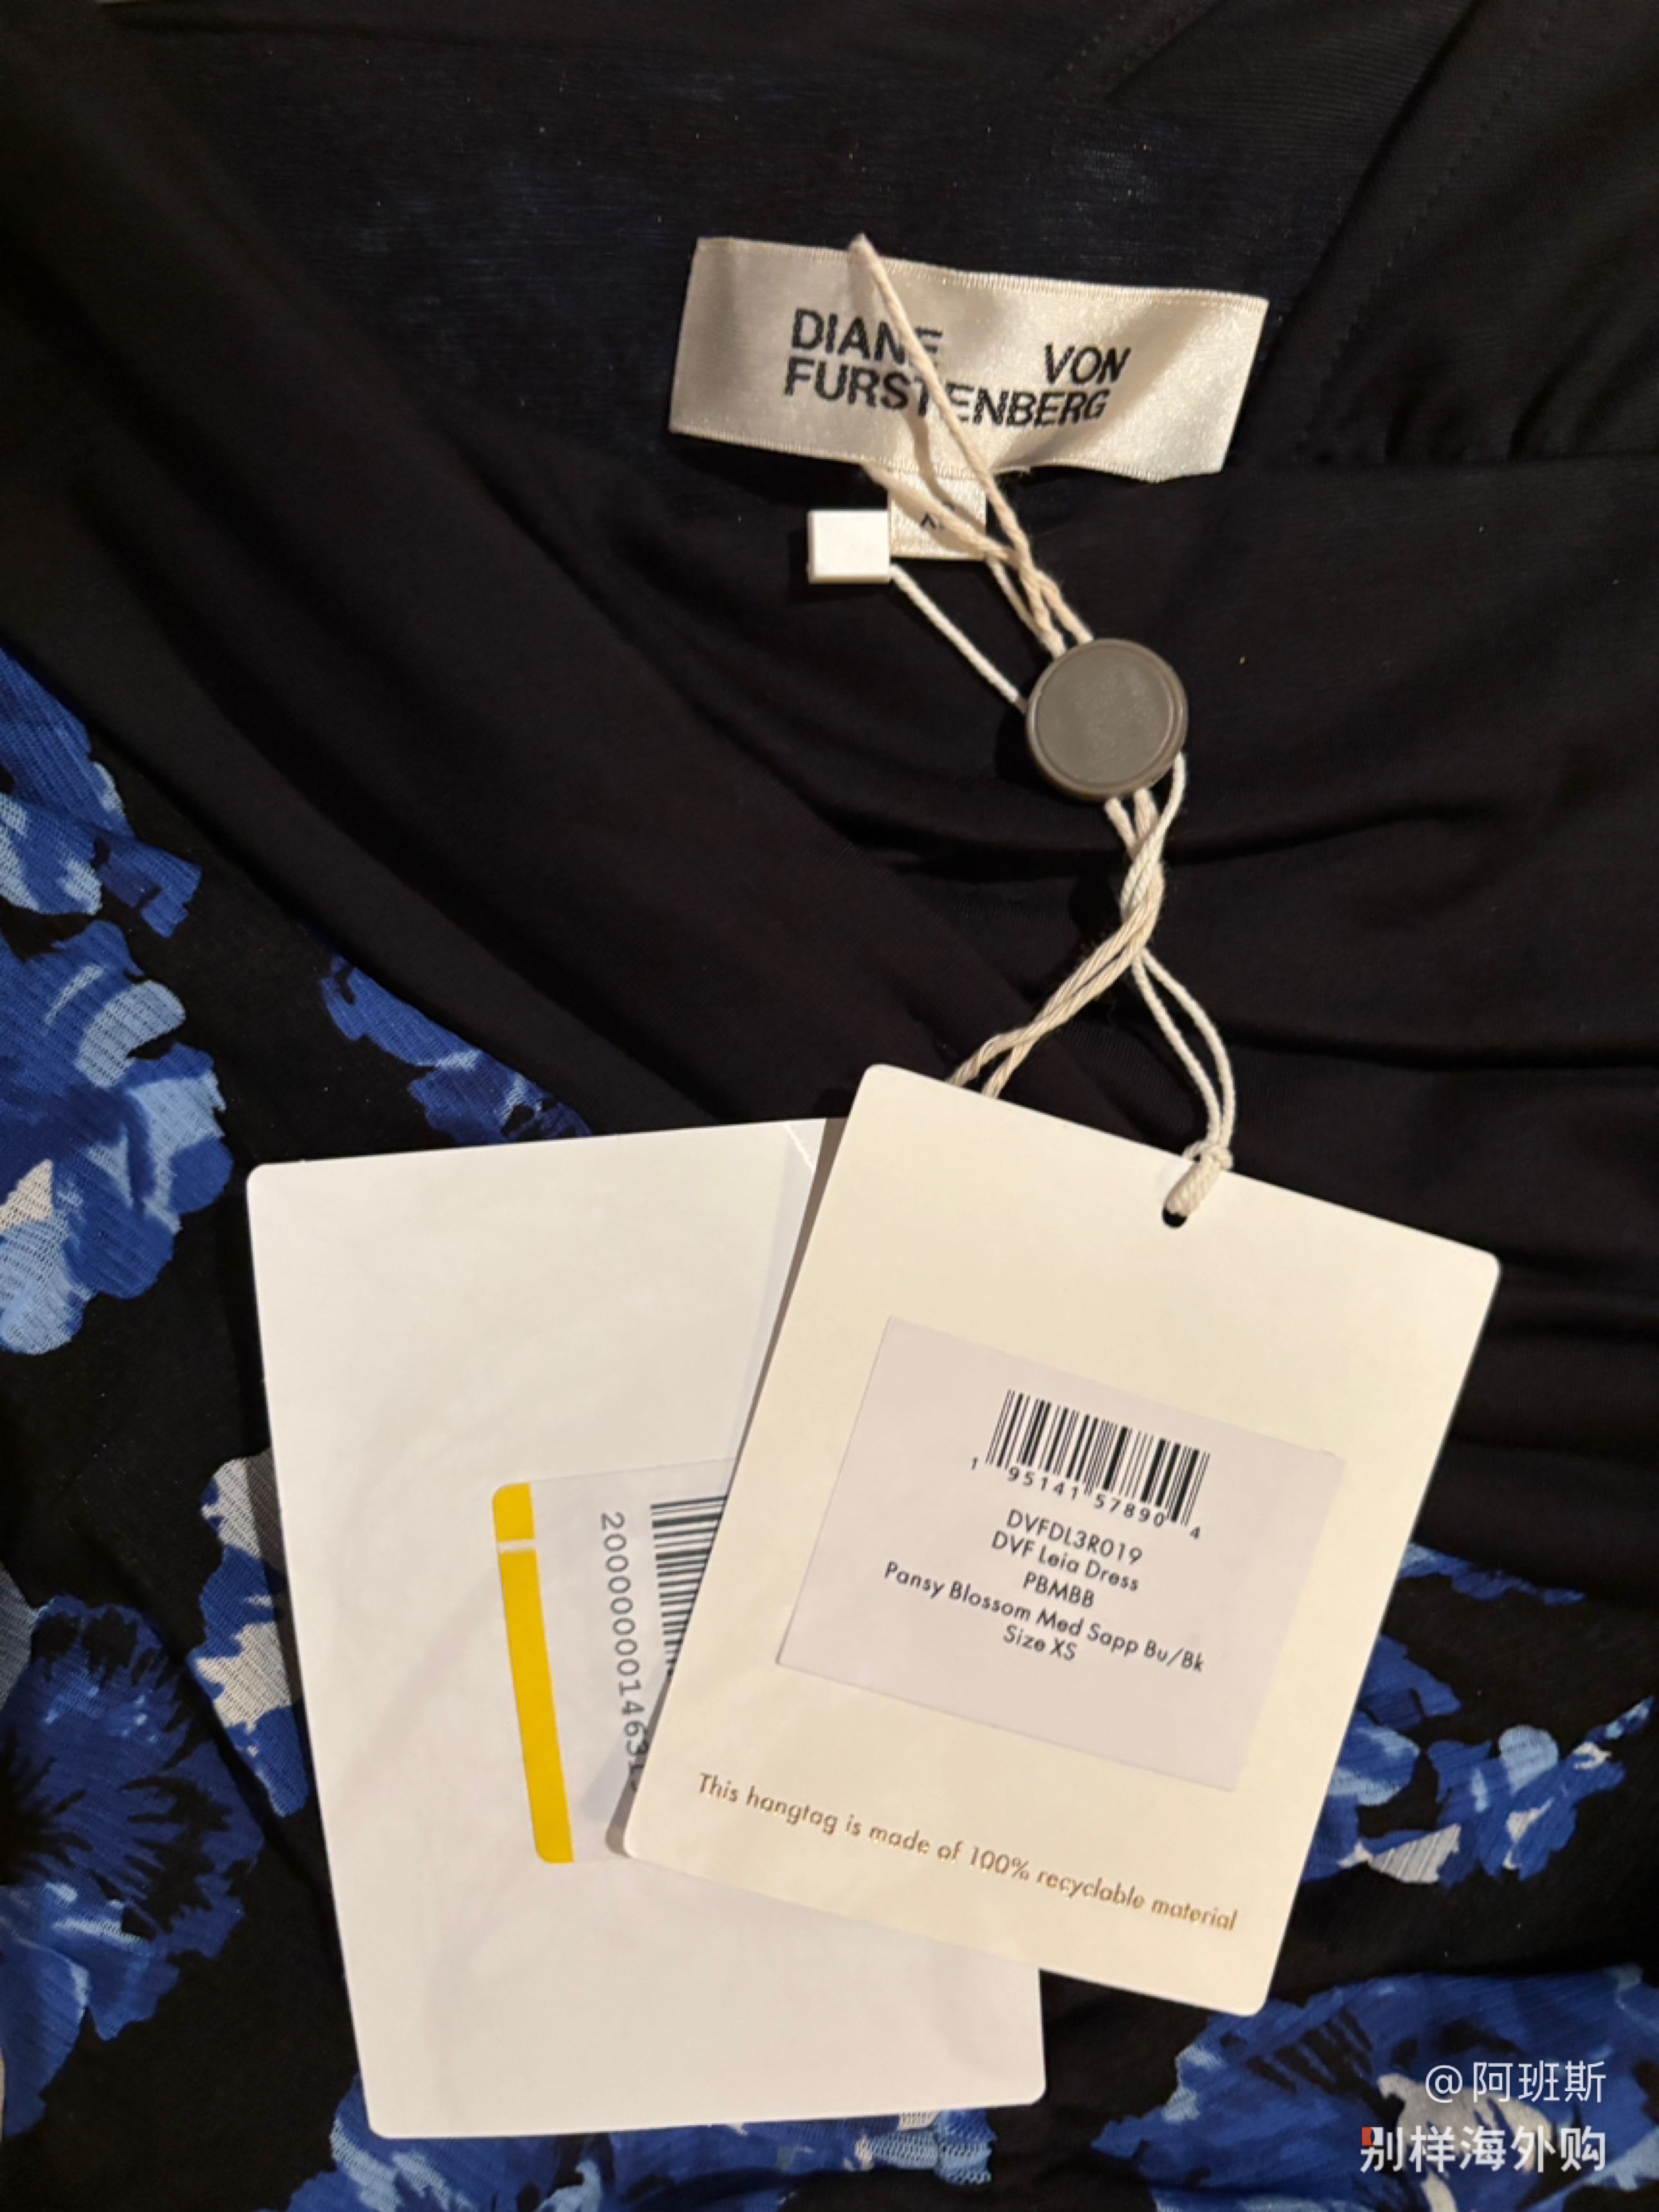 DIANE VON
FURSTENBERG
1 95141 57890 4
DVFDL3R019
DVF Leia Dress
PBMBB
Pansy Blossom Med Sapp Bu/Bk
Size XS
This hangtag is made of 100% recyclable material
@阿班斯
别样海外购